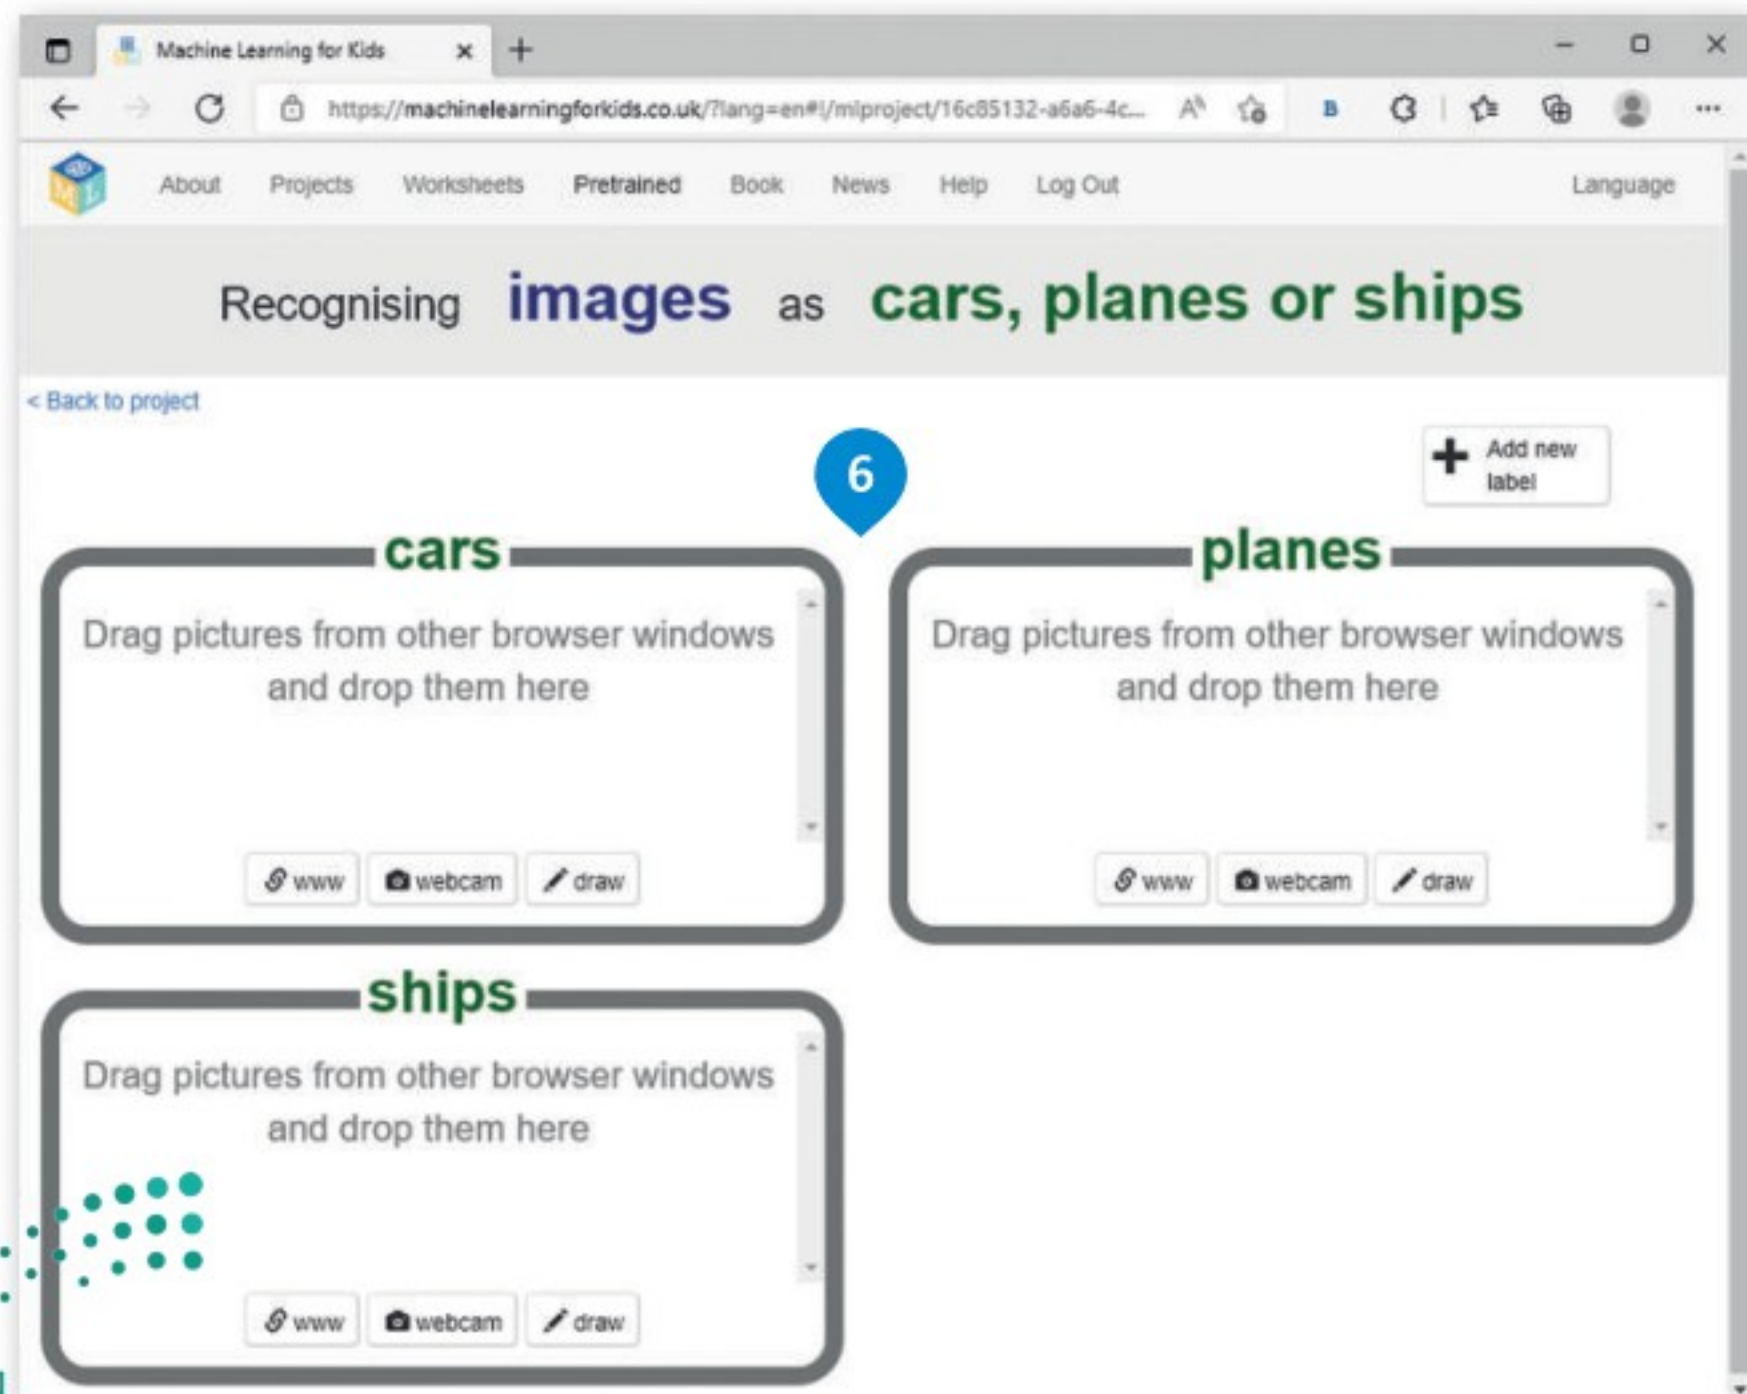 Machine Learning for Kids
https://machinelearningforkids.co.uk/?lang=en#!/mlproject/16c85132-a6a6-4c...
About Projects Worksheets Pretrained Book News Help Log Out Language
Recognising images as cars, planes or ships
< Back to project
6
Add new
label
cars
Drag pictures from other browser windows
and drop them here
www webcam draw
planes
Drag pictures from other browser windows
and drop them here
www webcam draw
ships
Drag pictures from other browser windows
and drop them here
www webcam draw